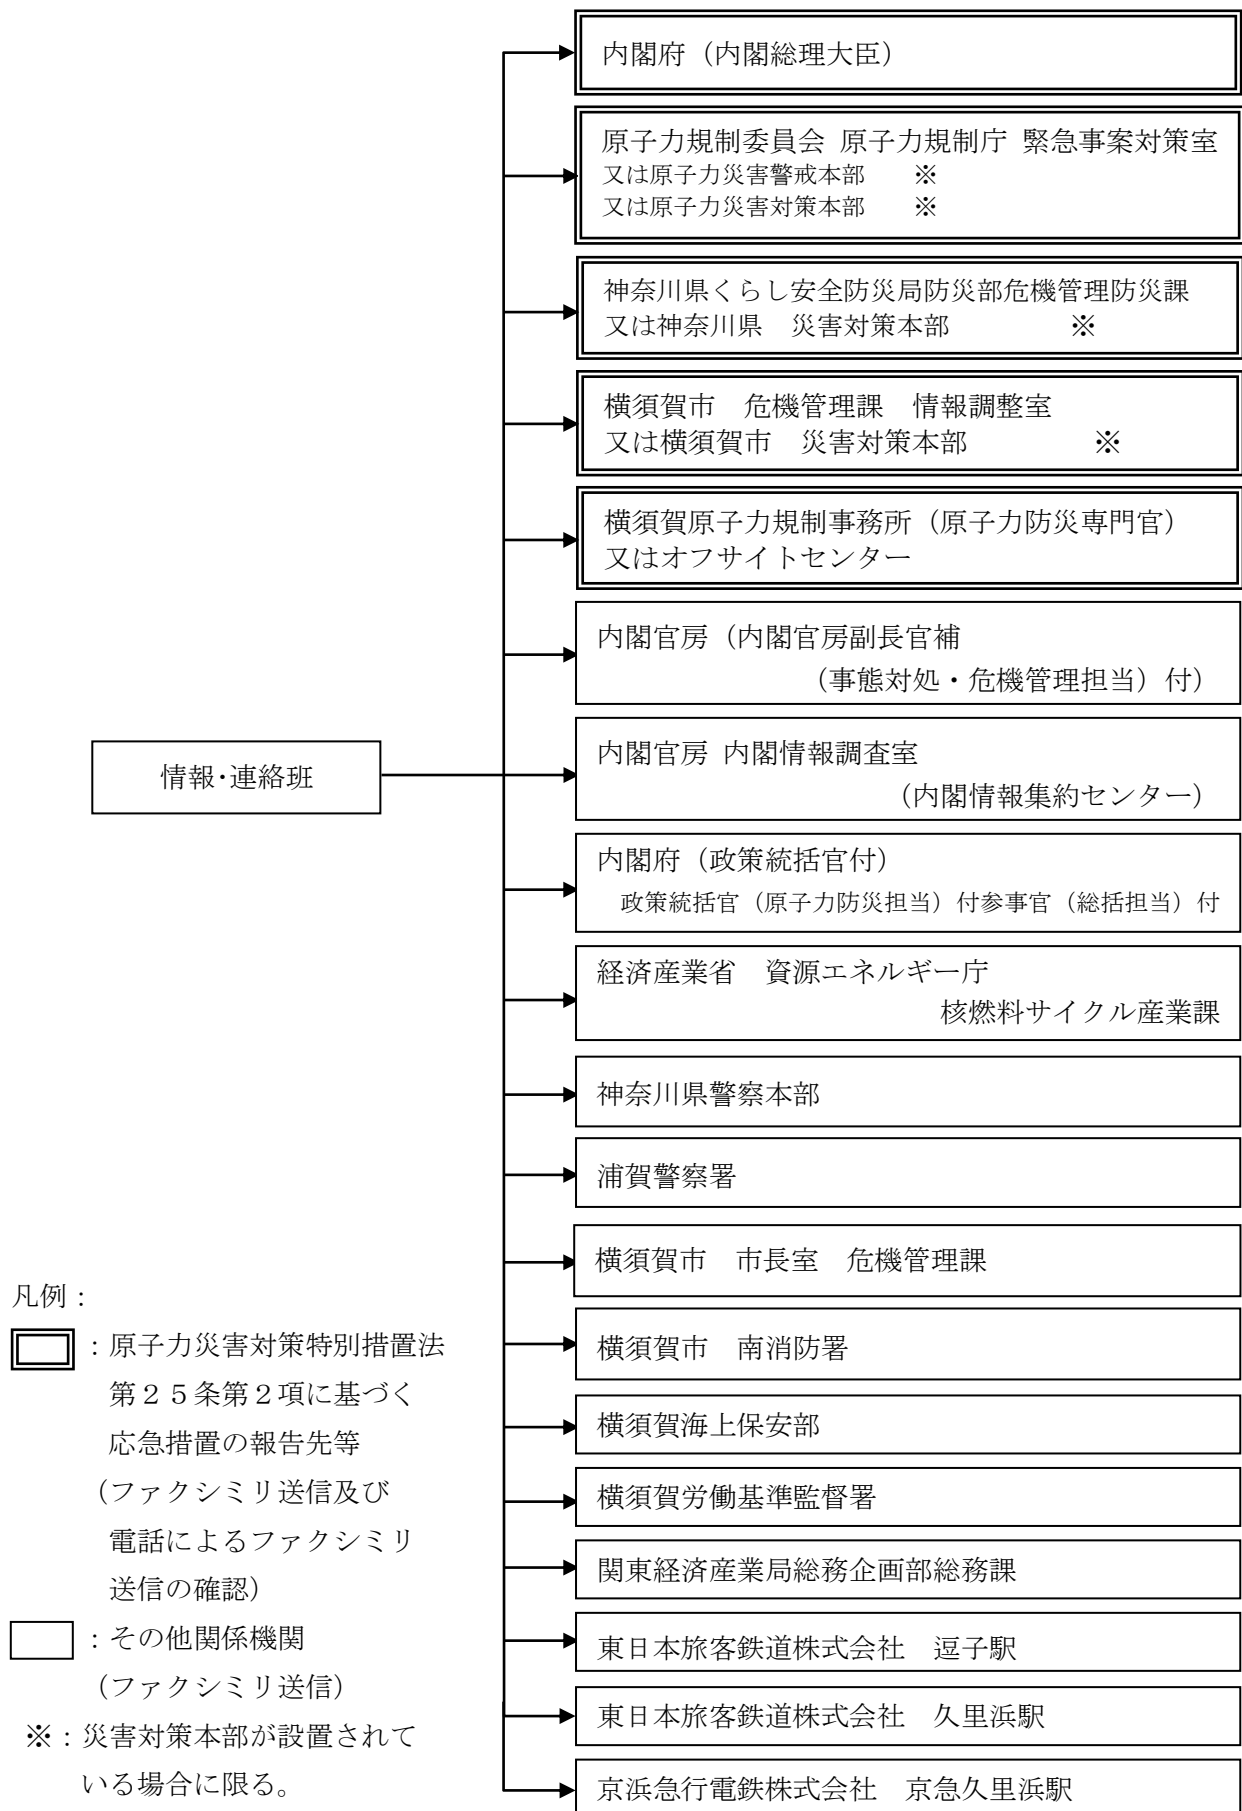 内閣府（内閣総理大臣）
原子力規制委員会 原子力規制庁 緊急事案対策室
又は原子力災害警戒本部　　※
又は原子力災害対策本部　　※
神奈川県くらし安全防災局防災部危機管理防災課
又は神奈川県　災害対策本部　　　　※
横須賀市　危機管理課　情報調整室
又は横須賀市　災害対策本部　　　　※
横須賀原子力規制事務所（原子力防災専門官）
又はオフサイトセンター
内閣官房（内閣官房副長官補
（事態対処・危機管理担当）付）
情報･連絡班
内閣官房 内閣情報調査室
（内閣情報集約センター）
内閣府（政策統括官付）
政策統括官（原子力防災担当）付参事官（総括担当）付
経済産業省　資源エネルギー庁
核燃料サイクル産業課
神奈川県警察本部
浦賀警察署
横須賀市　市長室　危機管理課
横須賀市　南消防署
横須賀海上保安部
横須賀労働基準監督署
関東経済産業局総務企画部総務課
東日本旅客鉄道株式会社　逗子駅
東日本旅客鉄道株式会社　久里浜駅
京浜急行電鉄株式会社　京急久里浜駅
凡例：
：原子力災害対策特別措置法
第２５条第２項に基づく
応急措置の報告先等
（ファクシミリ送信及び
電話によるファクシミリ
送信の確認）
：その他関係機関
（ファクシミリ送信）
※：災害対策本部が設置されて
いる場合に限る。